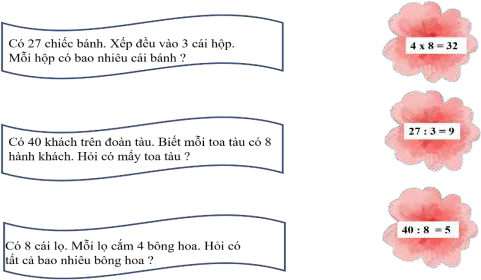 Có 27 chiếc bánh. Xếp đều vào 3 cái hộp.
Mỗi hộp có bao nhiêu cái bánh ?
4 x 8 = 32
Có 40 khách trên đoàn tàu. Biết mỗi toa tàu có 8
hành khách. Hỏi có mấy toa tàu ?
27 : 3 = 9
Có 8 cái lọ. Mỗi lọ cắm 4 bông hoa. Hỏi có
tất cả bao nhiêu bông hoa ?
40 : 8 = 5